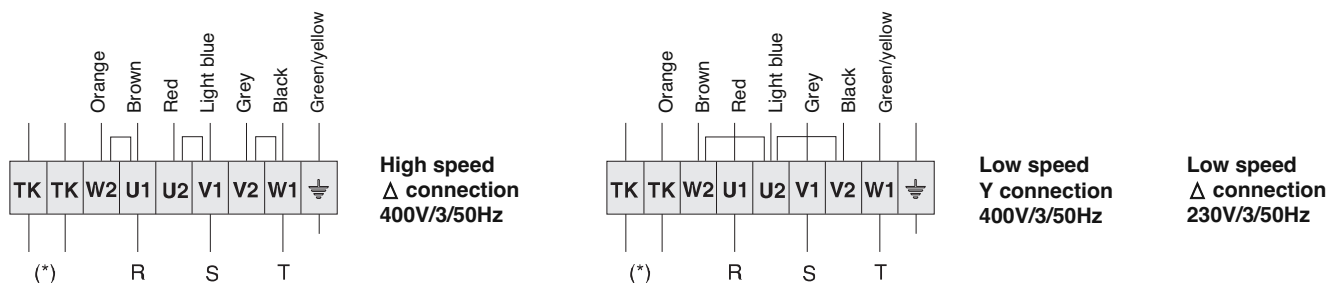 Orange
Brown
Red
Light blue
Grey
Black
Green/yellow
TK TK W2 U1 U2 V1 V2 W1
(*) R S T
High speed
Δ connection
400V/3/50Hz
Orange
Brown
Red
Light blue
Grey
Black
Green/yellow
TK TK W2 U1 U2 V1 V2 W1
(*) R S T
Low speed
Y connection
400V/3/50Hz
Low speed
Δ connection
230V/3/50Hz